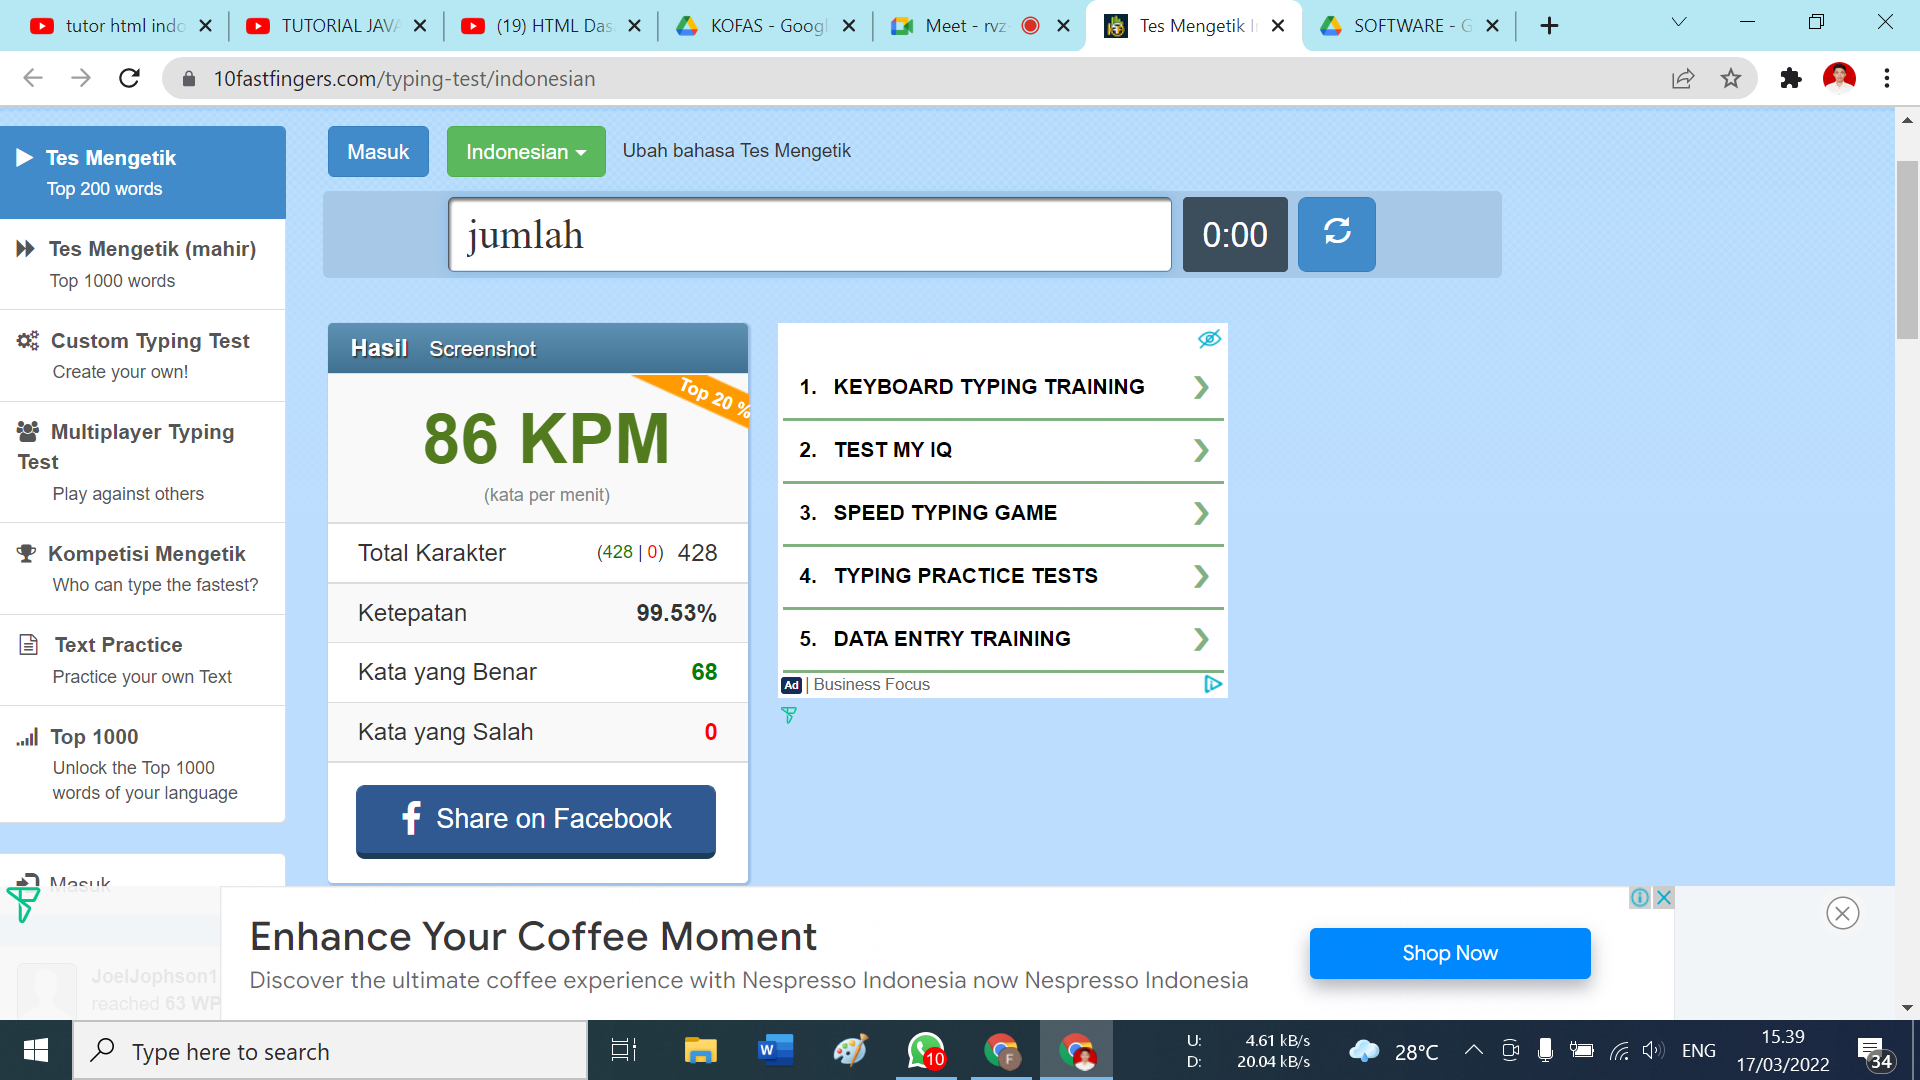 tutor html indo
TUTORIAL JAVA
(19) HTML Das
KOFAS - Googl
Meet - rvz-
Tes Mengetik I
SOFTWARE - G
10fastfingers.com/typing-test/indonesian
Tes Mengetik
Top 200 words
Tes Mengetik (mahir)
Top 1000 words
Custom Typing Test
Create your own!
Multiplayer Typing
Test
Play against others
Kompetisi Mengetik
Who can type the fastest?
Text Practice
Practice your own Text
Top 1000
Unlock the Top 1000
words of your language
Masuk
JoelJophson1
reached 63 WP
Masuk
Indonesian
Ubah bahasa Tes Mengetik
jumlah
0:00
Hasil Screenshot
Top 20 %
86 KPM
(kata per menit)
Total Karakter (428 | 0) 428
Ketepatan 99.53%
Kata yang Benar 68
Kata yang Salah 0
f Share on Facebook
1. KEYBOARD TYPING TRAINING
2. TEST MY IQ
3. SPEED TYPING GAME
4. TYPING PRACTICE TESTS
5. DATA ENTRY TRAINING
Ad | Business Focus
Enhance Your Coffee Moment
Discover the ultimate coffee experience with Nespresso Indonesia now Nespresso Indonesia
Shop Now
Type here to search
W
10
F
U: 4.61 kB/s
D: 20.04 kB/s
28°C
ENG
15.39
17/03/2022
34